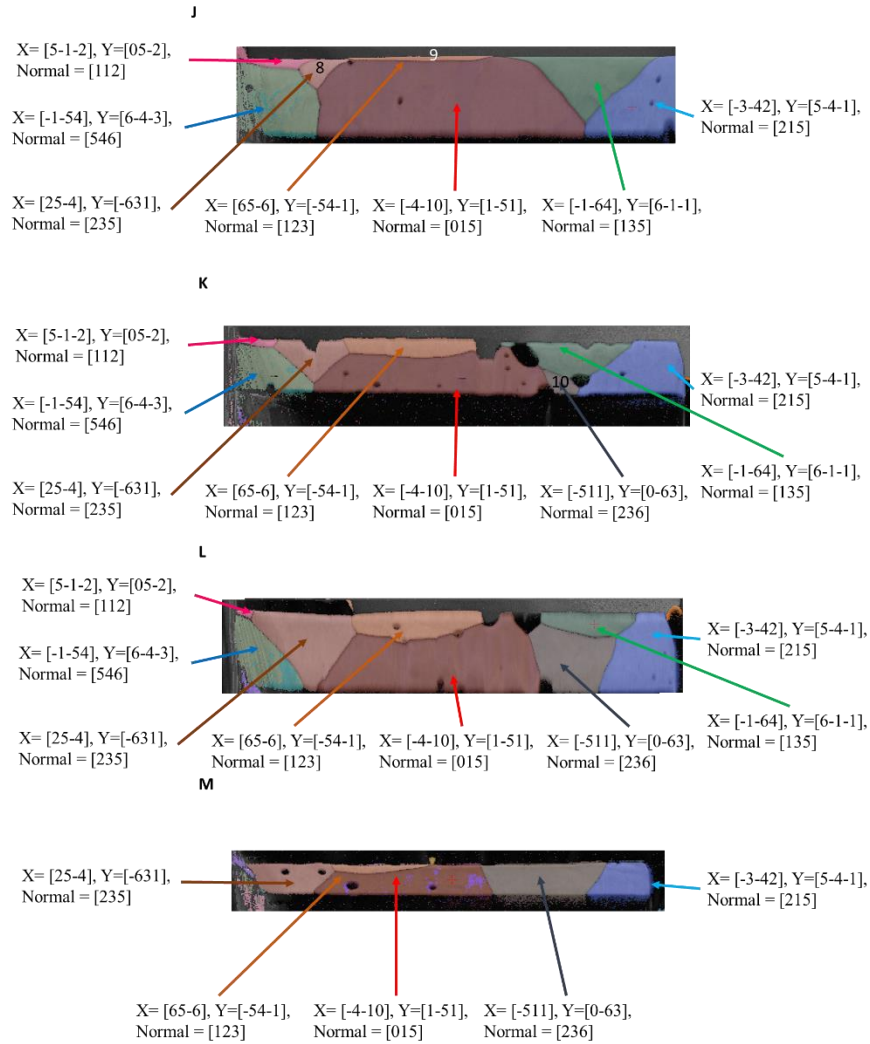 J
X= [5-1-2], Y=[05-2],
Normal = [112]
9
8
X= [-1-54], Y=[6-4-3],
Normal = [546]
X= [-3-42], Y=[5-4-1],
Normal = [215]
X= [25-4], Y=[-631],
Normal = [235]
X= [65-6], Y=[-54-1],
Normal = [123]
X= [-4-10], Y=[1-51],
Normal = [015]
X= [-1-64], Y=[6-1-1],
Normal = [135]
K
X= [5-1-2], Y=[05-2],
Normal = [112]
10
X= [-3-42], Y=[5-4-1],
Normal = [215]
X= [-1-54], Y=[6-4-3],
Normal = [546]
X= [-1-64], Y=[6-1-1],
Normal = [135]
X= [25-4], Y=[-631],
Normal = [235]
X= [65-6], Y=[-54-1],
Normal = [123]
X= [-4-10], Y=[1-51],
Normal = [015]
X= [-511], Y=[0-63],
Normal = [236]
L
X= [5-1-2], Y=[05-2],
Normal = [112]
X= [-3-42], Y=[5-4-1],
Normal = [215]
X= [-1-54], Y=[6-4-3],
Normal = [546]
X= [-1-64], Y=[6-1-1],
Normal = [135]
X= [25-4], Y=[-631],
Normal = [235]
X= [65-6], Y=[-54-1],
Normal = [123]
X= [-4-10], Y=[1-51],
Normal = [015]
X= [-511], Y=[0-63],
Normal = [236]
M
X= [25-4], Y=[-631],
Normal = [235]
X= [-3-42], Y=[5-4-1],
Normal = [215]
X= [65-6], Y=[-54-1],
Normal = [123]
X= [-4-10], Y=[1-51],
Normal = [015]
X= [-511], Y=[0-63],
Normal = [236]